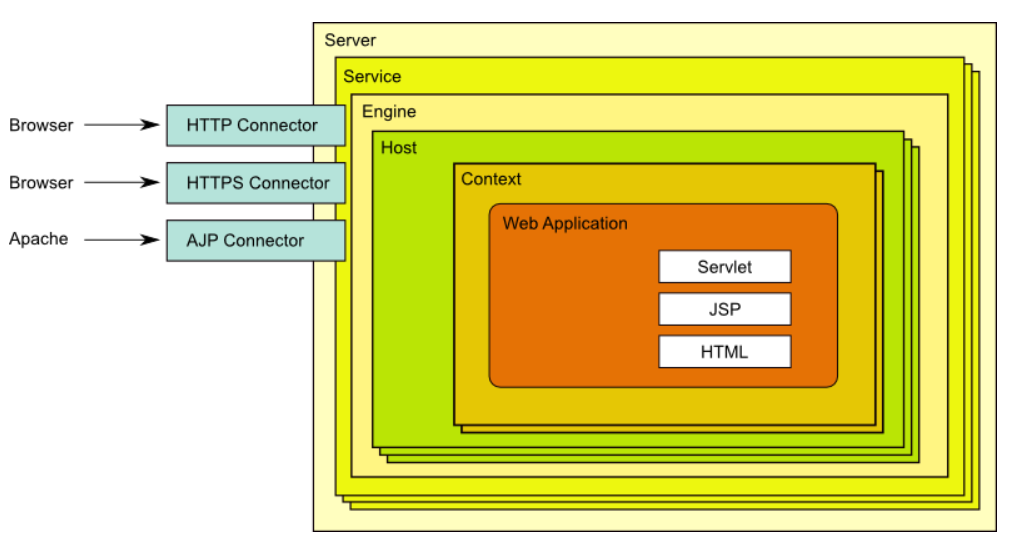 Server
Service
Engine
Browser
HTTP Connector
Host
Browser
HTTPS Connector
Context
Apache
AJP Connector
Web Application
Servlet
JSP
HTML